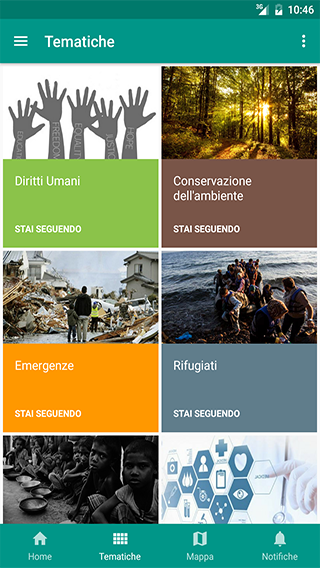 3G
10:46
Tematiche
EDUCATION
FREEDOM
EQUALITY
JUSTICE
HOPE
Diritti Umani
STAI SEGUENDO
Conservazione
dell'ambiente
STAI SEGUENDO
Emergenze
STAI SEGUENDO
Rifugiati
STAI SEGUENDO
Home
Tematiche
Mappa
Notifiche